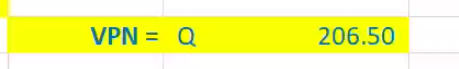 VPN = Q 206.50